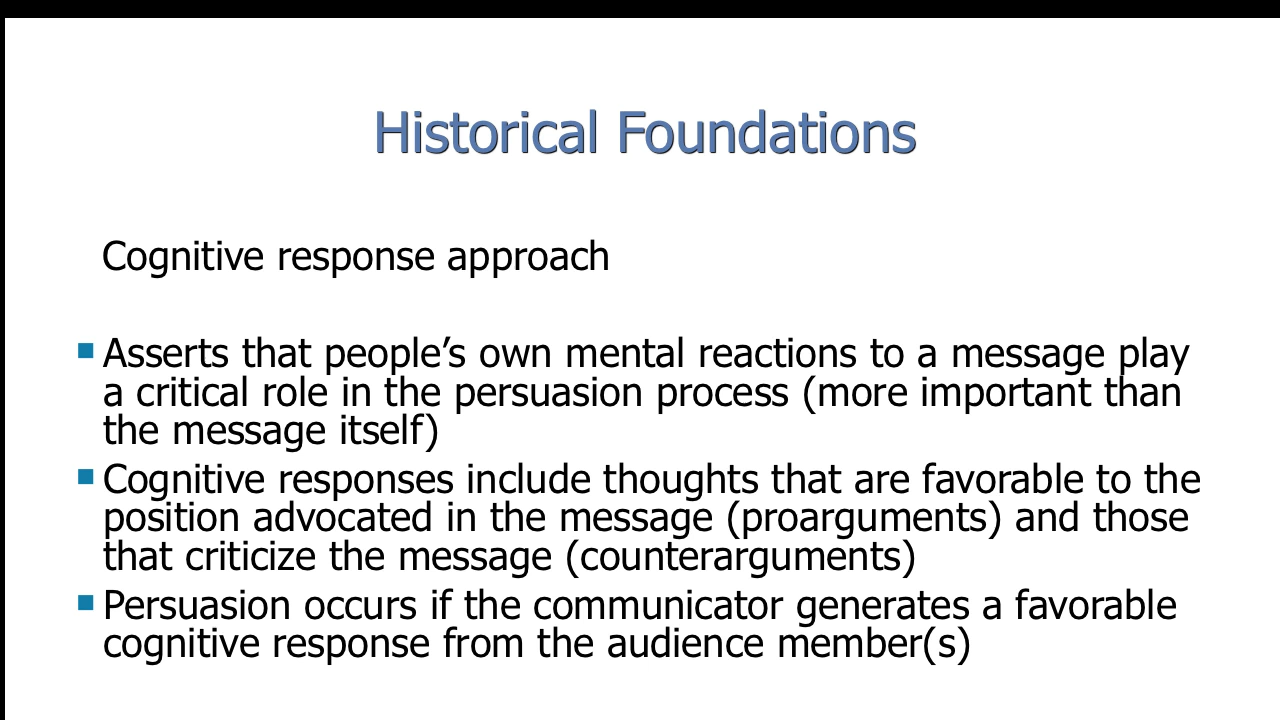 Historical Foundations
Cognitive response approach
Asserts that people’s own mental reactions to a message play
a critical role in the persuasion process (more important than
the message itself)
Cognitive responses include thoughts that are favorable to the
position advocated in the message (proarguments) and those
that criticize the message (counterarguments)
Persuasion occurs if the communicator generates a favorable
cognitive response from the audience member(s)